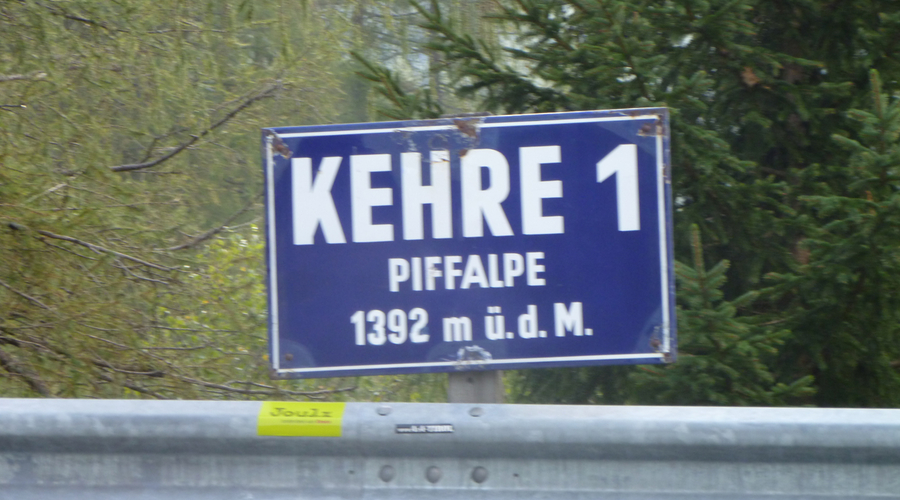 KEHRE 1
PIFFALPE
1392 m ü. d. M.
Joulz